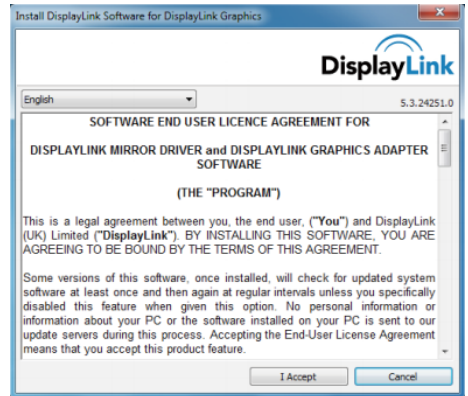 Install DisplayLink Software for DisplayLink Graphics
DisplayLink
English
5.3.24251.0
SOFTWARE END USER LICENCE AGREEMENT FOR
DISPLAYLINK MIRROR DRIVER and DISPLAYLINK GRAPHICS ADAPTER
SOFTWARE
(THE "PROGRAM")
This is a legal agreement between you, the end user, ("You") and DisplayLink
(UK) Limited ("DisplayLink"). BY INSTALLING THIS SOFTWARE, YOU ARE
AGREEING TO BE BOUND BY THE TERMS OF THIS AGREEMENT.
Some versions of this software, once installed, will check for updated system
software at least once and then again at regular intervals unless you specifically
disabled this feature when given this option. No personal information or
information about your PC or the software installed on your PC is sent to our
update servers during this process. Accepting the End-User License Agreement
means that you accept this product feature.
I Accept
Cancel